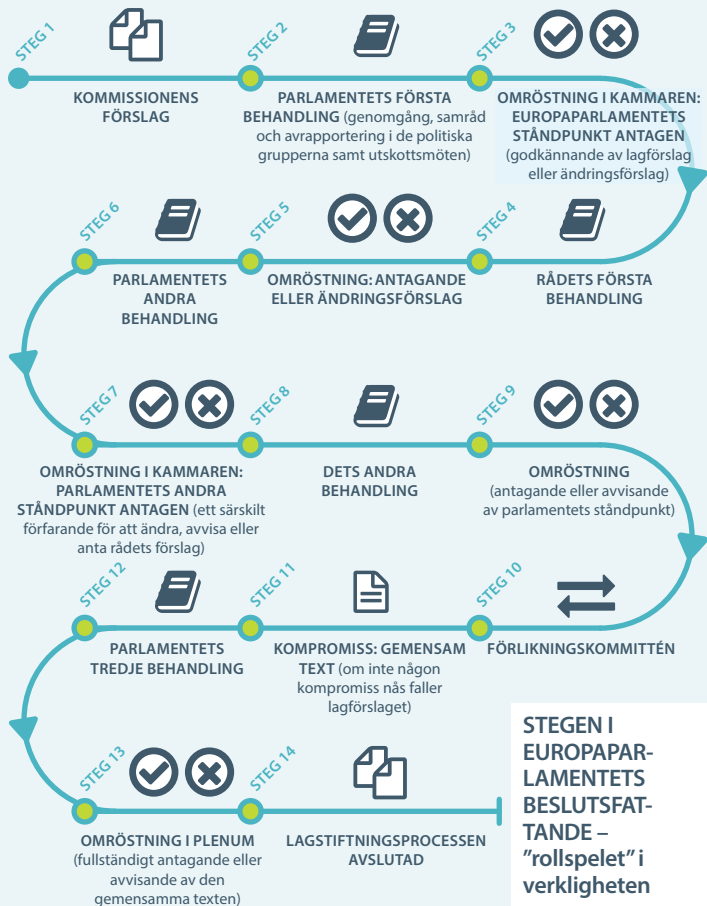 STEG 1
KOMMISSIONENS
FÖRSLAG
STEG 2
PARLAMENTETS FÖRSTA
BEHANDLING (genomgång, samråd
och avrapportering i de politiska
grupperna samt utskottsmöten)
STEG 3
OMRÖSTNING I KAMMAREN:
EUROPAPARLAMENTETS
STÅNDPUNKT ANTAGEN
(godkännande av lagförslag
eller ändringsförslag)
STEG 4
RÅDETS FÖRSTA
BEHANDLING
STEG 5
OMRÖSTNING: ANTAGANDE
ELLER ÄNDRINGSFÖRSLAG
STEG 6
PARLAMENTETS
ANDRA
BEHANDLING
STEG 7
OMRÖSTNING I KAMMAREN:
PARLAMENTETS ANDRA
STÅNDPUNKT ANTAGEN (ett särskilt
förfarande för att ändra, avvisa eller
anta rådets förslag)
STEG 8
DETS ANDRA
BEHANDLING
STEG 9
OMRÖSTNING
(antagande eller avvisande
av parlamentets ståndpunkt)
STEG 10
FÖRLIKNINGSKOMMITTÉN
STEG 11
KOMPROMISS: GEMENSAM
TEXT (om inte någon
kompromiss nås faller
lagförslaget)
STEG 12
PARLAMENTETS
TREDJE BEHANDLING
STEG 13
OMRÖSTNING I PLENUM
(fullständigt antagande eller
avvisande av den
gemensamma texten)
STEG 14
LAGSTIFTNINGSPROCESSEN
AVSLUTAD
STEGEN I
EUROPAPAR-
LAMENTETS
BESLUTSFAT-
TANDE –
”rollspelet” i
verkligheten